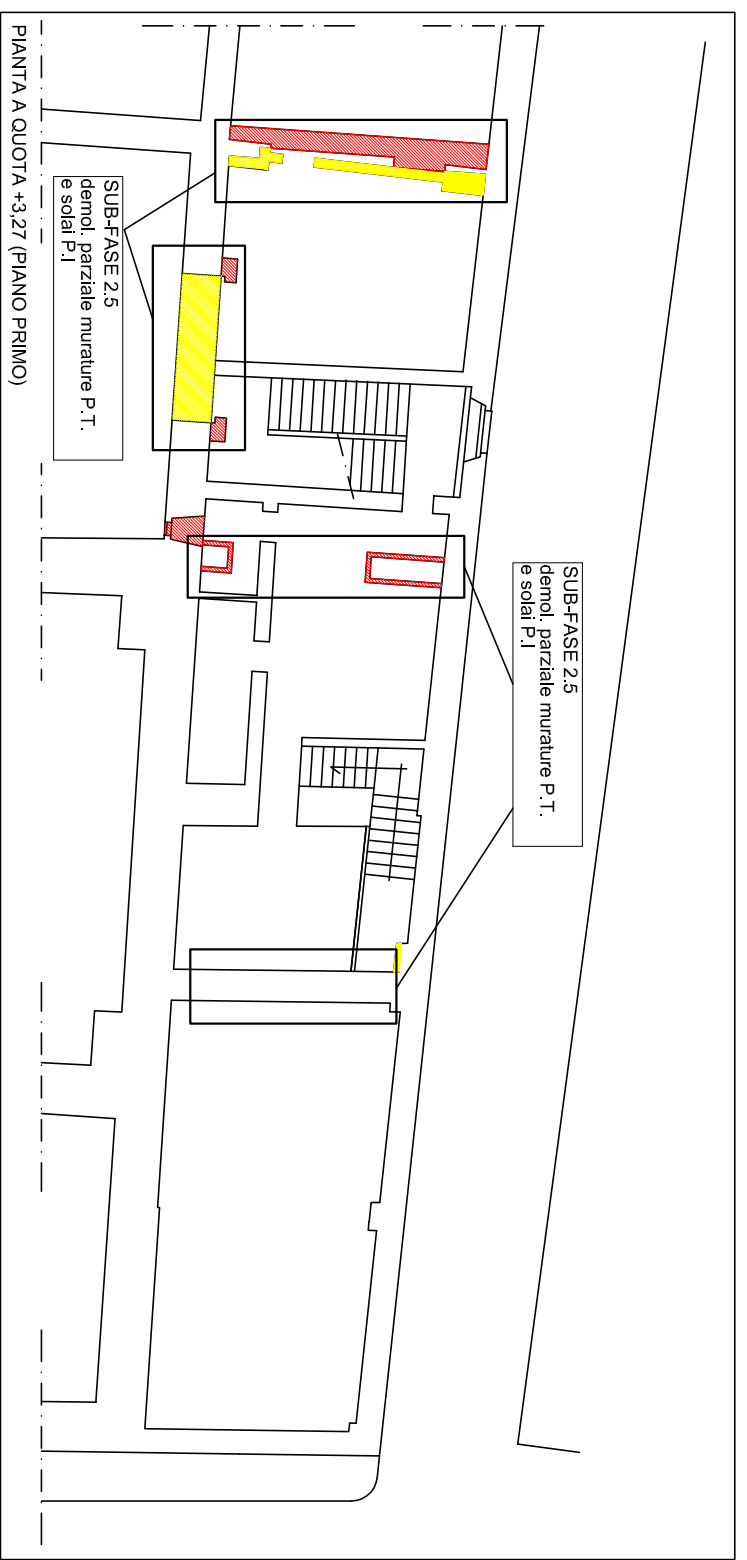 SUB-FASE 2.5
demol. parziale murature P.T.
e solai P.I
SUB-FASE 2.5
demol. parziale murature P.T.
e solai P.I
PIANTA A QUOTA +3,27 (PIANO PRIMO)